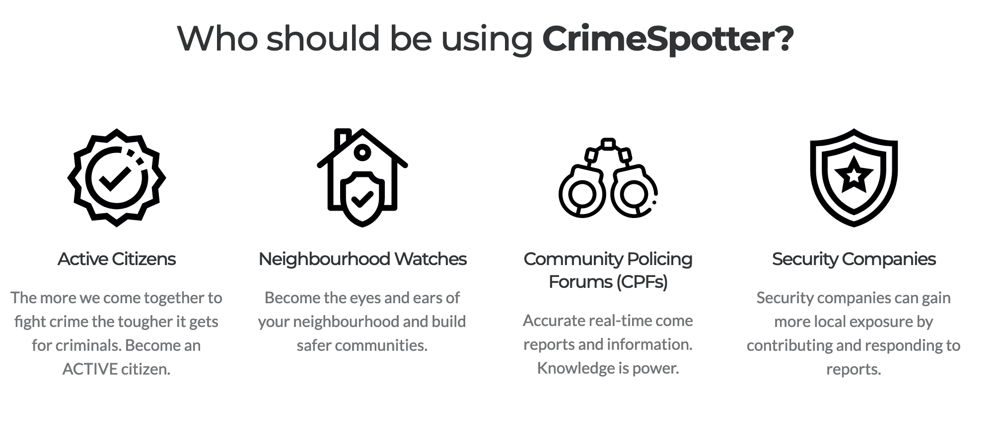 Who should be using CrimeSpotter?
Active Citizens
The more we come together to
fight crime the tougher it gets
for criminals. Become an
ACTIVE citizen.
Neighbourhood Watches
Become the eyes and ears of
your neighbourhood and build
safer communities.
Community Policing
Forums (CPFs)
Accurate real-time come
reports and information.
Knowledge is power.
Security Companies
Security companies can gain
more local exposure by
contributing and responding to
reports.